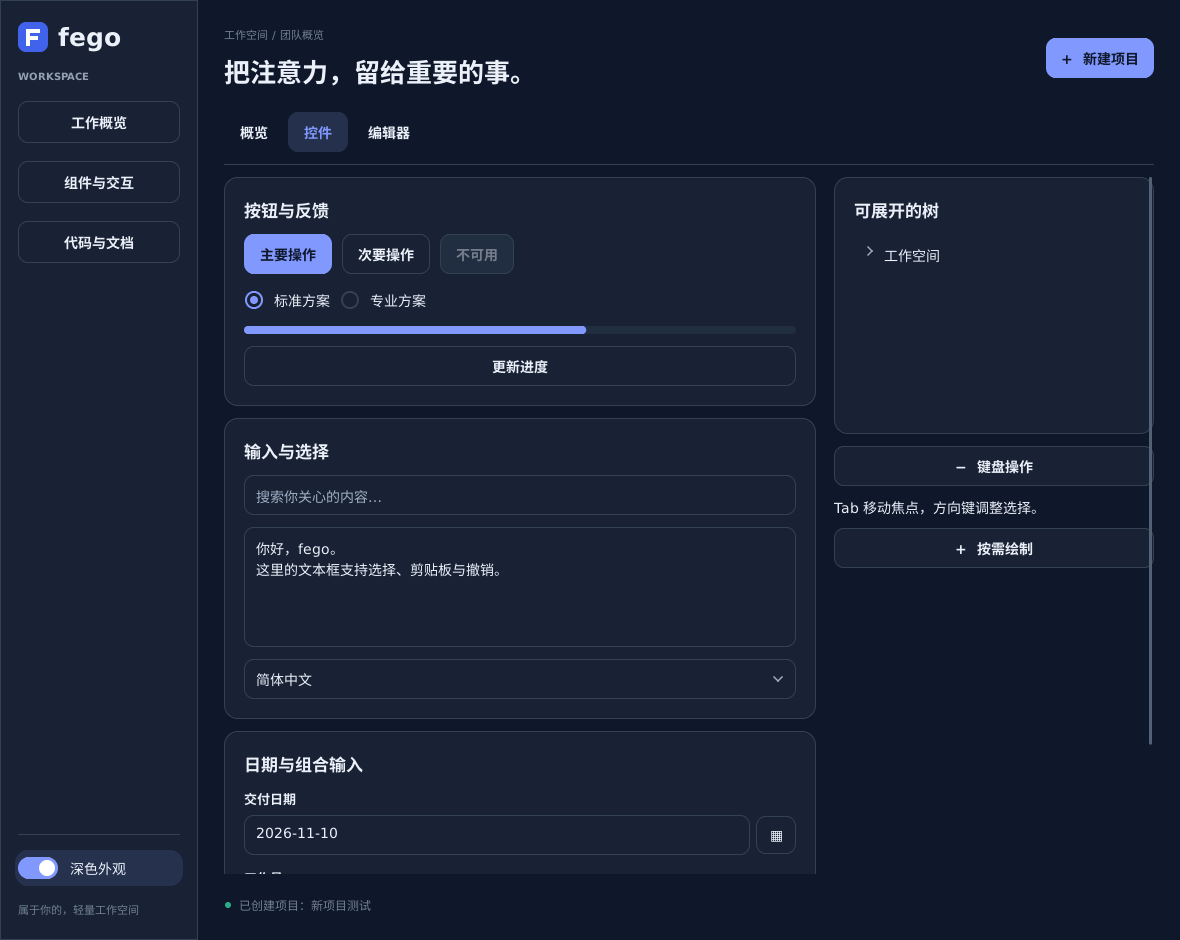 fego
WORKSPACE
工作概览
组件与交互
代码与文档
深色外观
属于你的，轻量工作空间
工作空间 / 团队概览
把注意力，留给重要的事。
+ 新建项目
概览
控件
编辑器
按钮与反馈
主要操作
次要操作
不可用
标准方案
专业方案
更新进度
输入与选择
搜索你关心的内容…
你好，fego。
这里的文本框支持选择、剪贴板与撤销。
简体中文
日期与组合输入
交付日期
2026-11-10
可展开的树
工作空间
− 键盘操作
Tab 移动焦点，方向键调整选择。
+ 按需绘制
已创建项目：新项目测试